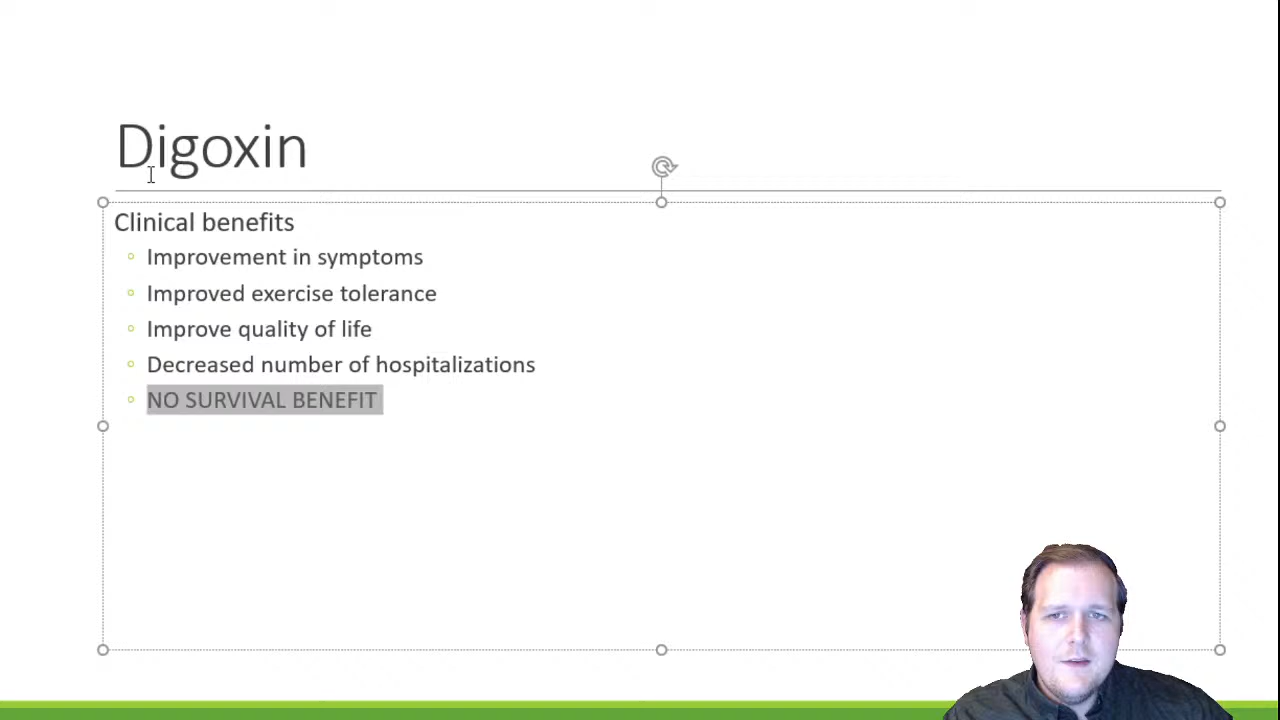 Digoxin
Clinical benefits
Improvement in symptoms
Improved exercise tolerance
Improve quality of life
Decreased number of hospitalizations
NO SURVIVAL BENEFIT